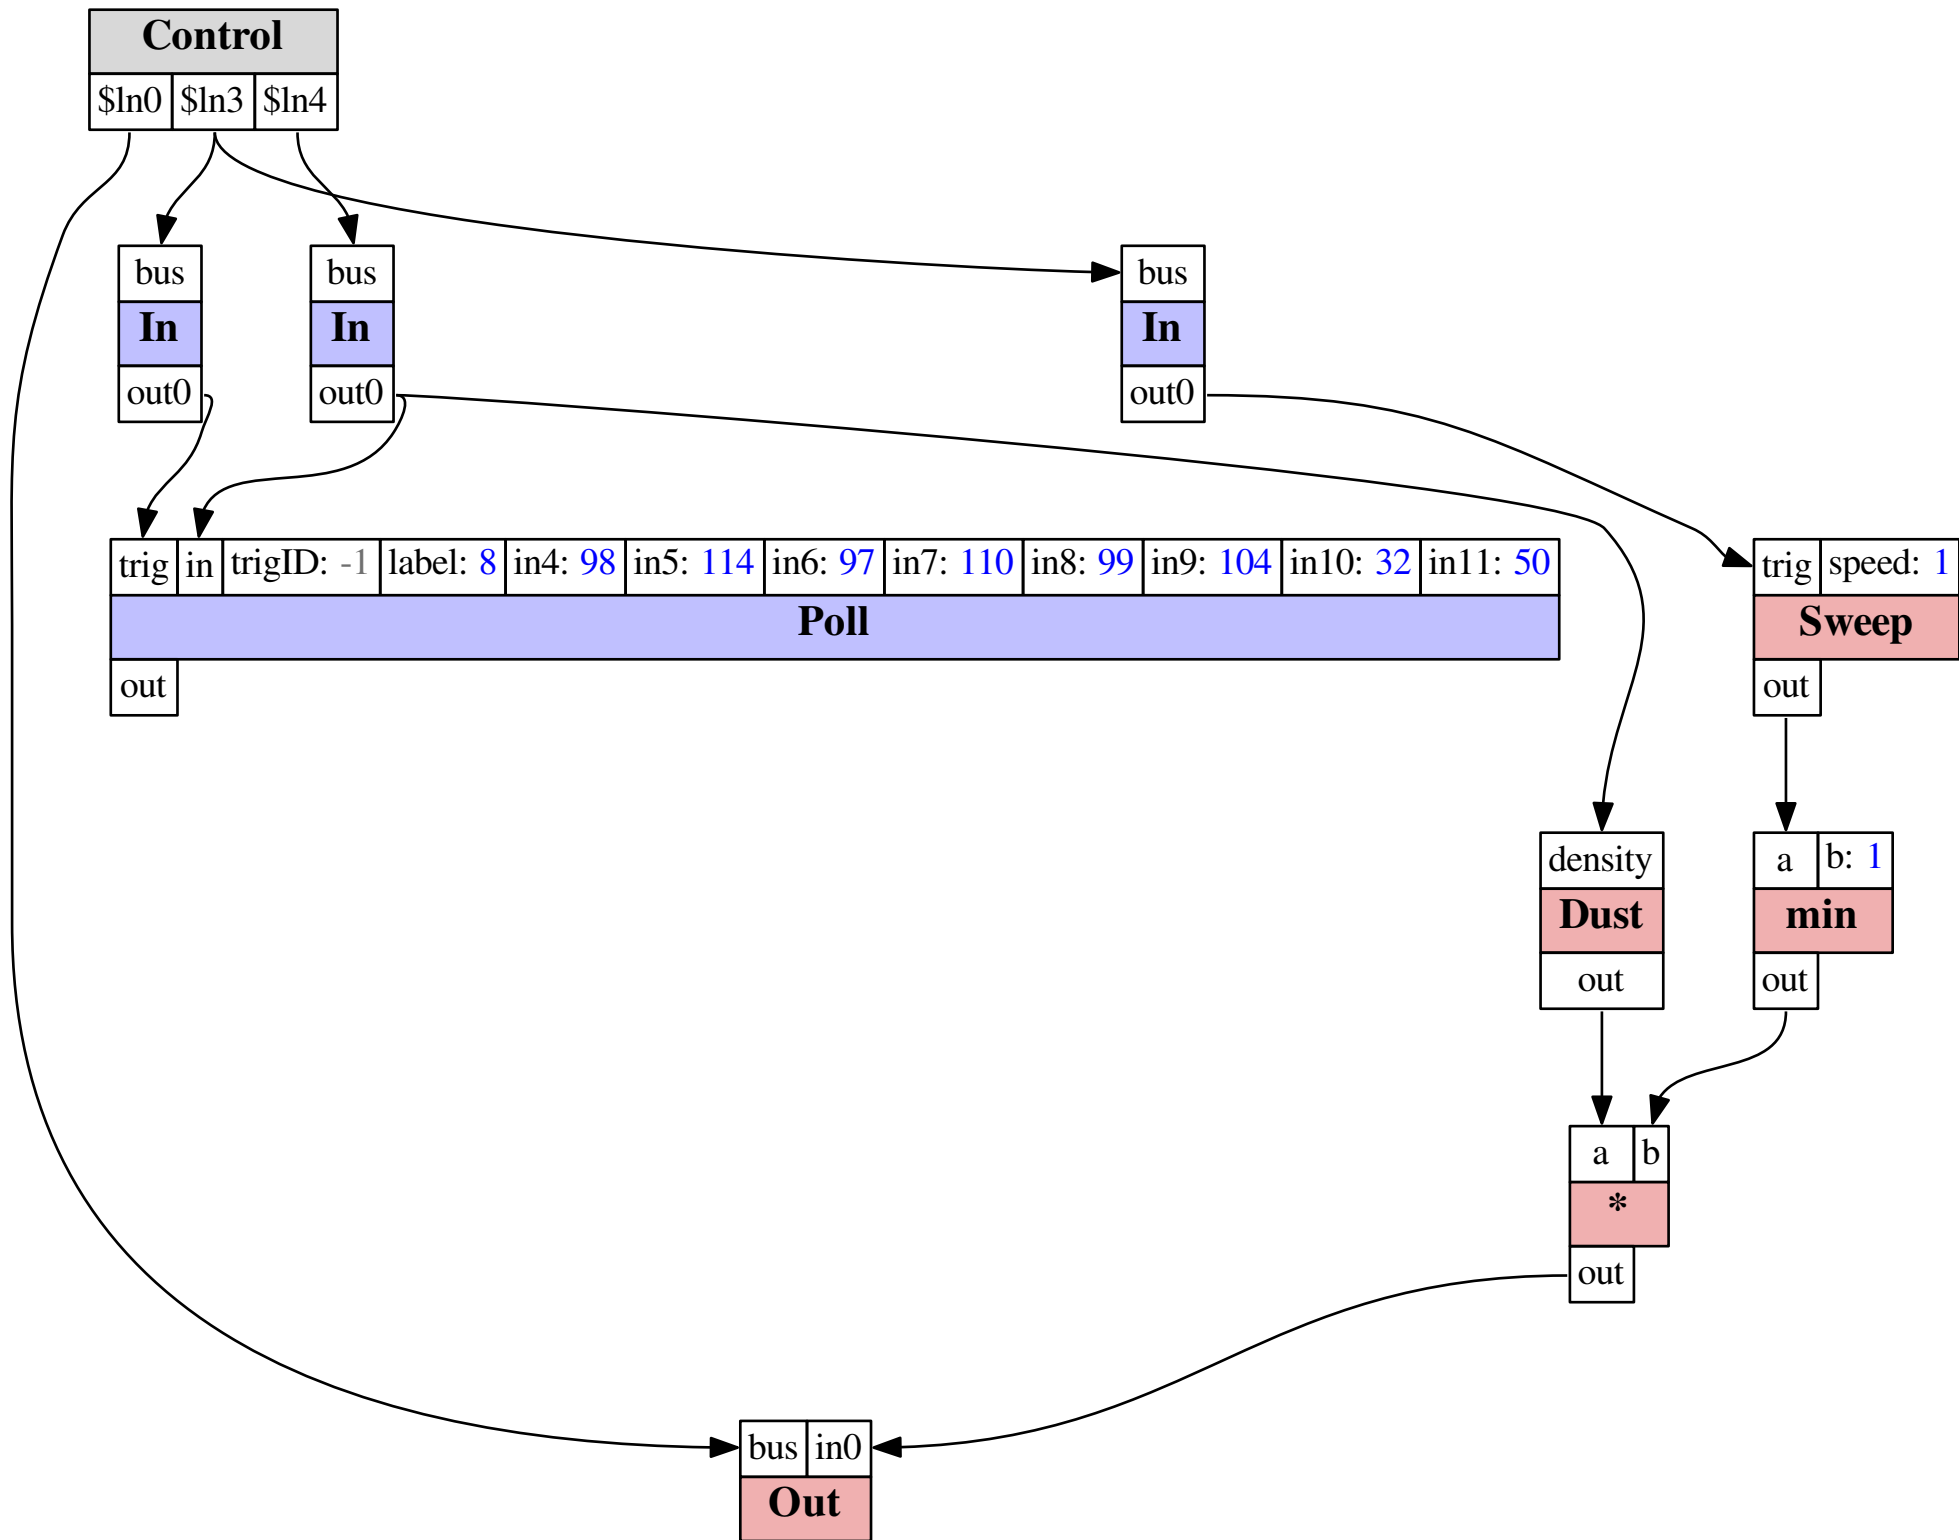 Control
$ln0 $ln3 $ln4
bus bus bus
In In In
out0 out0 out0
trig in trigID: -1 label: 8 in4: 98 in5: 114 in6: 97 in7: 110 in8: 99 in9: 104 in10: 32 in11: 50
trig speed: 1
Poll
Sweep
out
out
density
a b: 1
Dust
min
out
out
a b
*
out
bus in0
Out